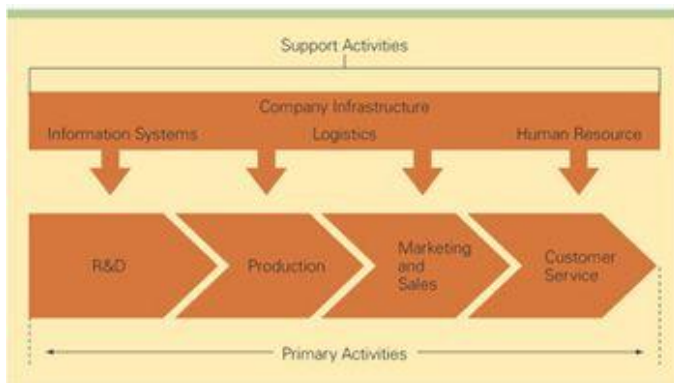 Support Activities
Company Infrastructure
Information Systems
Logistics
Human Resource
R&D
Production
Marketing
and
Sales
Customer
Service
Primary Activities